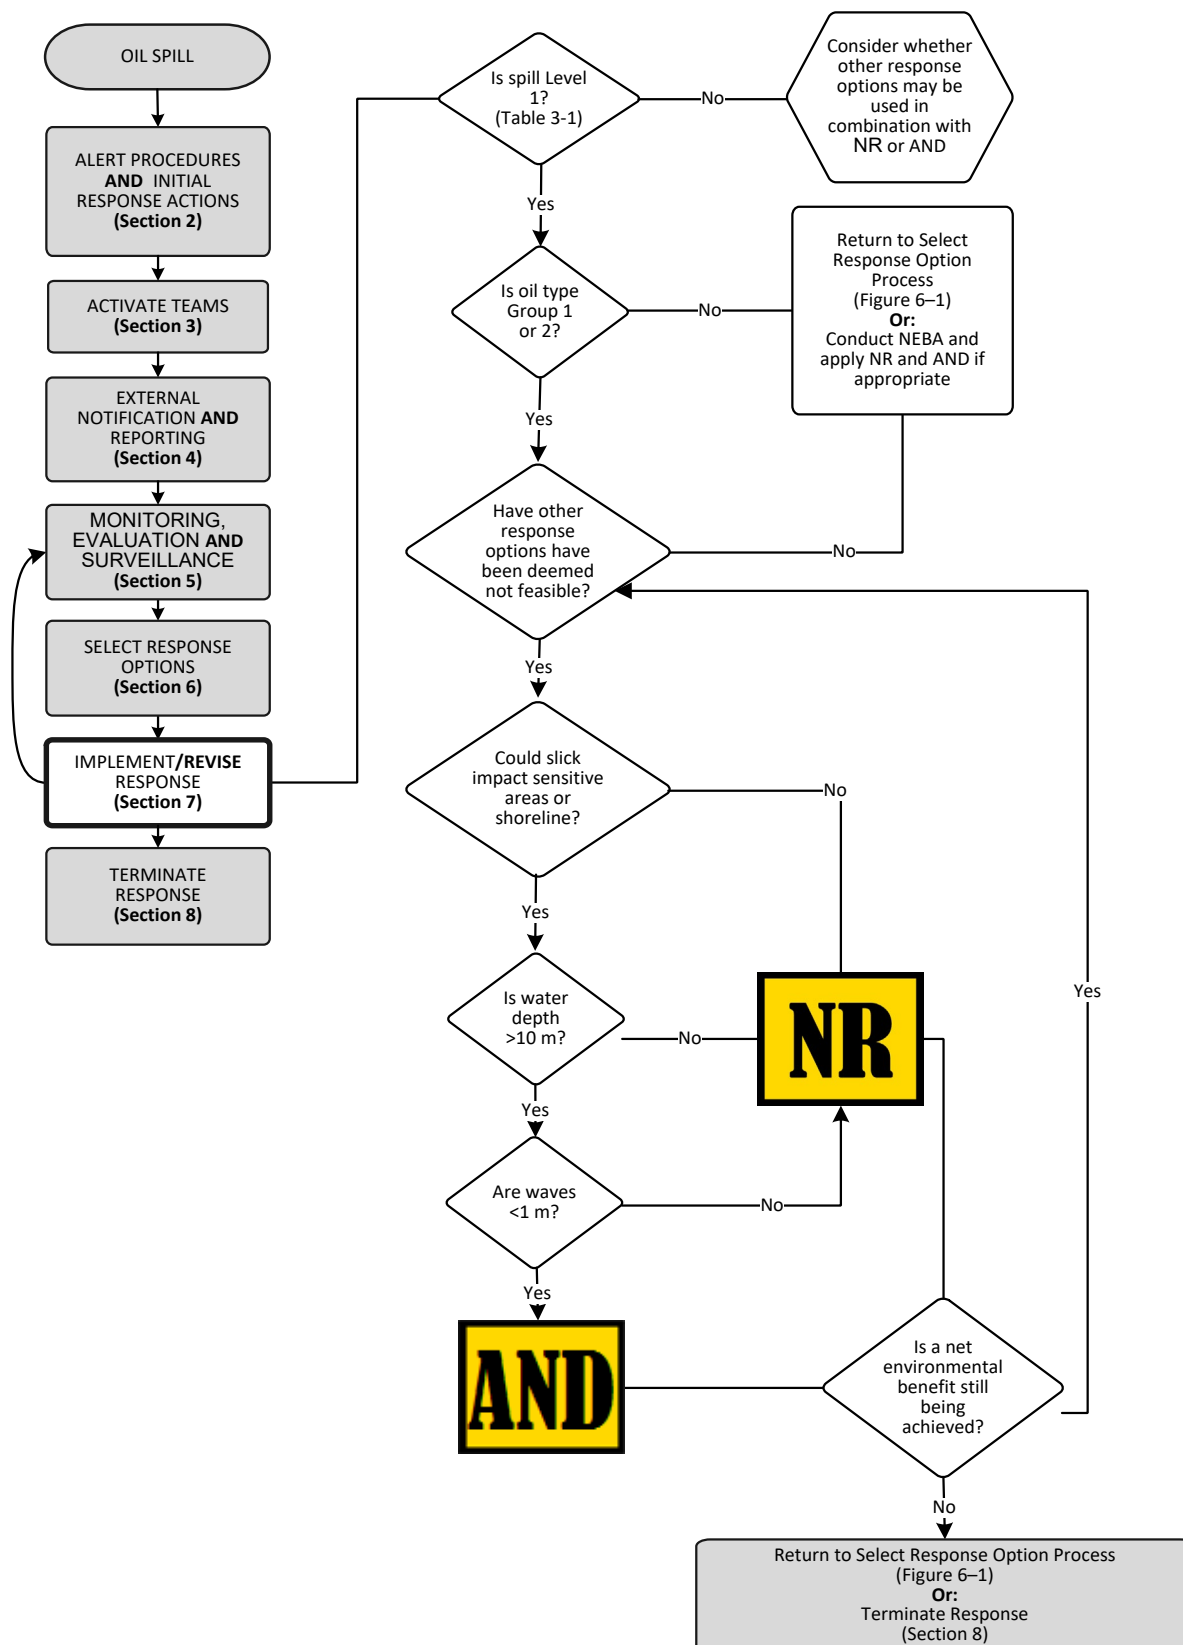 OIL SPILL
ALERT PROCEDURES
AND INITIAL
RESPONSE ACTIONS
(Section 2)
ACTIVATE TEAMS
(Section 3)
EXTERNAL
NOTIFICATION AND
REPORTING
(Section 4)
MONITORING,
EVALUATION AND
SURVEILLANCE
(Section 5)
SELECT RESPONSE
OPTIONS
(Section 6)
IMPLEMENT/REVISE
RESPONSE
(Section 7)
TERMINATE
RESPONSE
(Section 8)
Is spill Level
1?
(Table 3-1)
No
Consider whether
other response
options may be
used in
combination with
NR or AND
Yes
Is oil type
Group 1
or 2?
No
Return to Select
Response Option
Process
(Figure 6–1)
Or:
Conduct NEBA and
apply NR and AND if
appropriate
Yes
Have other
response
options have
been deemed
not feasible?
No
Yes
Could slick
impact sensitive
areas or
shoreline?
No
Yes
Is water
depth
>10 m?
No
NR
Yes
Yes
Are waves
<1 m?
No
Yes
AND
Is a net
environmental
benefit still
being
achieved?
No
Return to Select Response Option Process
(Figure 6–1)
Or:
Terminate Response
(Section 8)